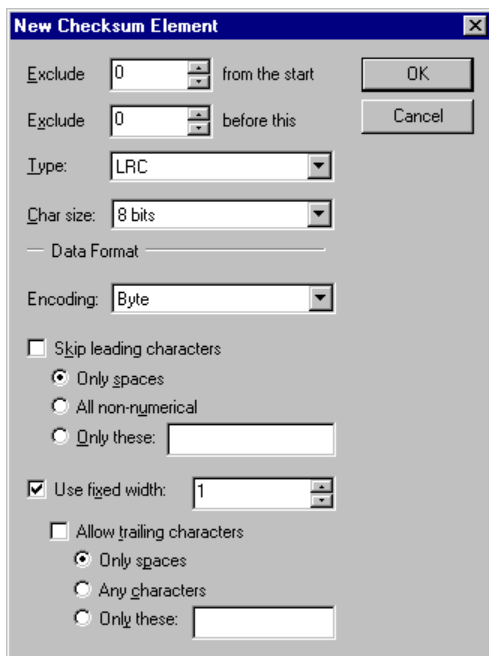 New Checksum Element
Exclude 0 from the start
OK
Exclude 0 before this
Cancel
Type: LRC
Char size: 8 bits
Data Format
Encoding: Byte
Skip leading characters
Only spaces
All non-numerical
Only these:
Use fixed width: 1
Allow trailing characters
Only spaces
Any characters
Only these: